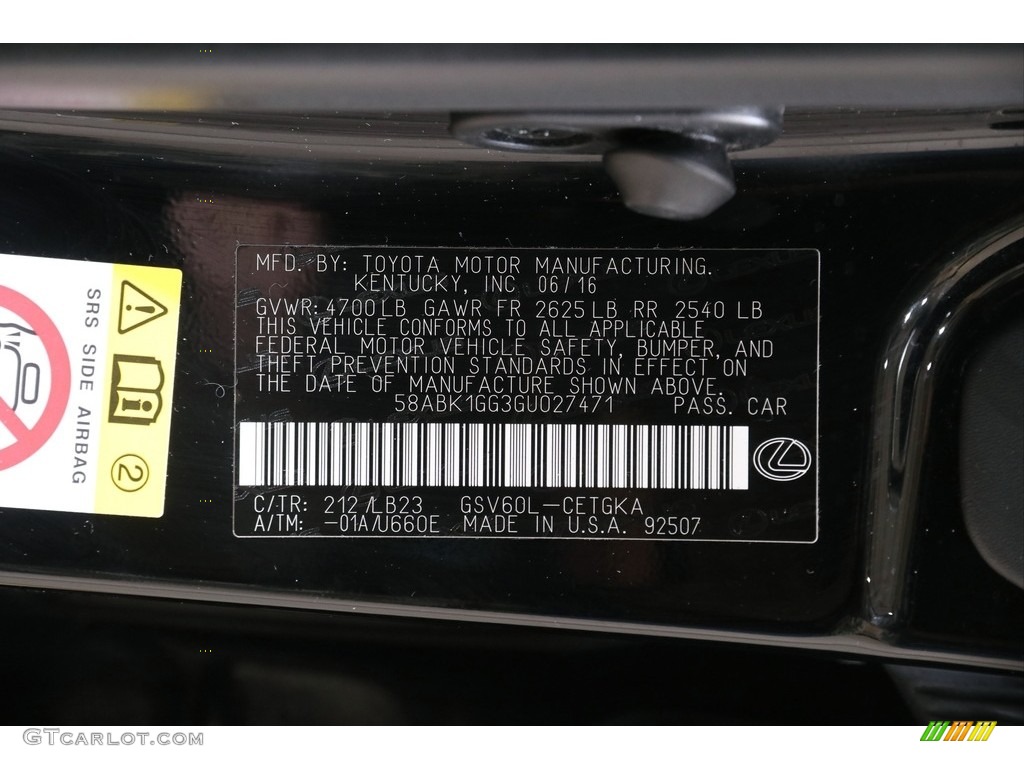 MFD. BY: TOYOTA MOTOR MANUFACTURING.
KENTUCKY, INC 06/16
GVWR: 4700LB GAWR FR 2625LB RR 2540 LB
THIS VEHICLE CONFORMS TO ALL APPLICABLE
FEDERAL MOTOR VEHICLE SAFETY, BUMPER, AND
THEFT PREVENTION STANDARDS IN EFFECT ON
THE DATE OF MANUFACTURE SHOWN ABOVE.
58ABK1GG3GU027471 PASS. CAR
C/TR: 212/LB23 GSV60L-CETGKA
A/TM: -01A/U660E MADE IN U.S.A. 92507
SRS SIDE AIRBAG
2
GTCarlot.com